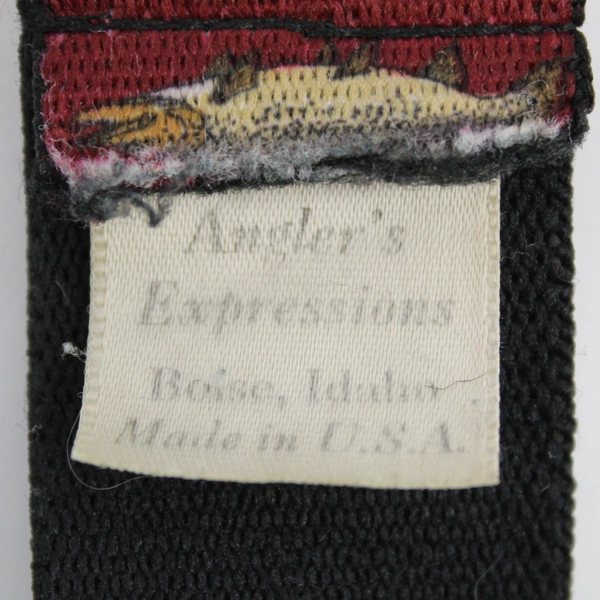 Angler's
Expressions
Boise, Idaho
Made in U.S.A.